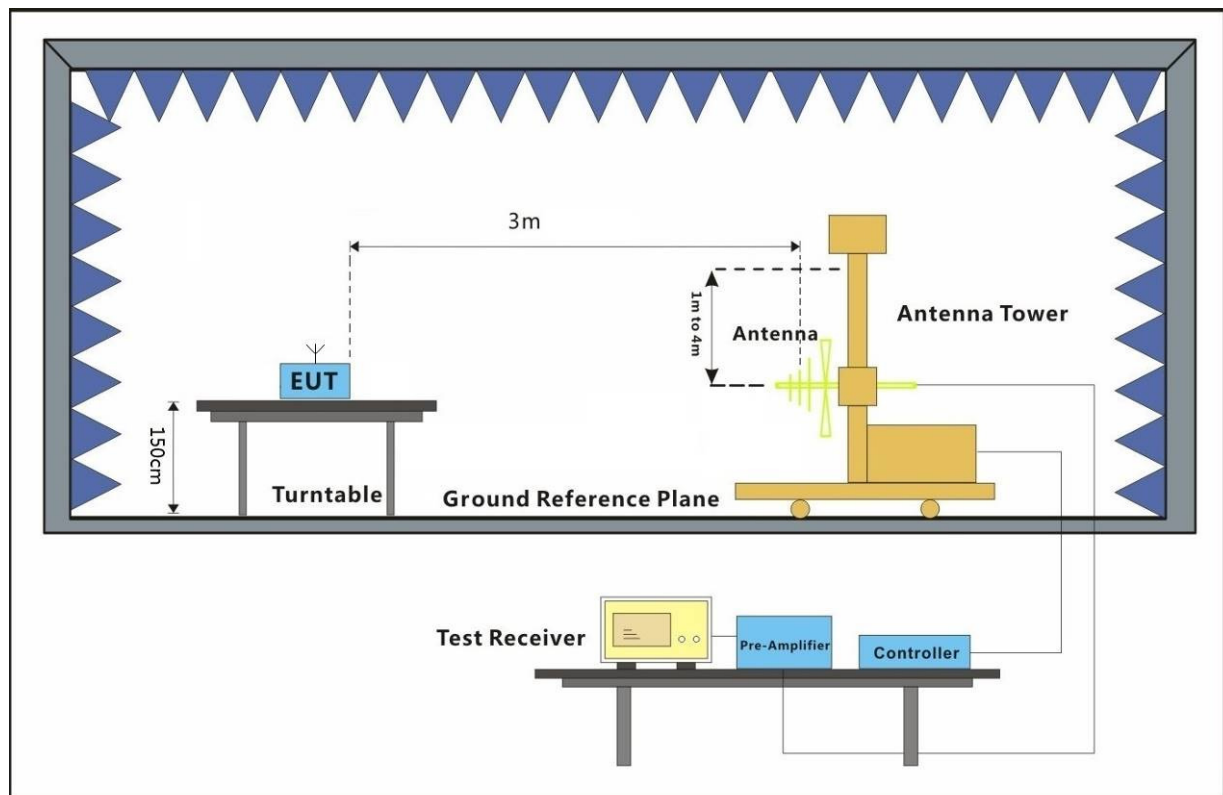 3m
1m to 4m
Antenna
Antenna Tower
EUT
150cm
Turntable
Ground Reference Plane
Test Receiver
Pre-Amplifier
Controller